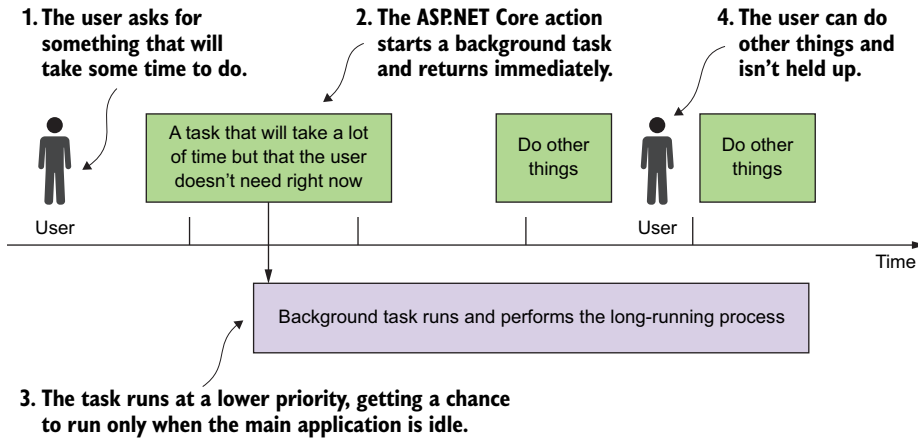 1. The user asks for
something that will
take some time to do.
2. The ASP.NET Core action
starts a background task
and returns immediately.
4. The user can do
other things and
isn't held up.
A task that will take a lot
of time but that the user
doesn't need right now
Do other
things
Do other
things
User
User
Time
Background task runs and performs the long-running process
3. The task runs at a lower priority, getting a chance
to run only when the main application is idle.